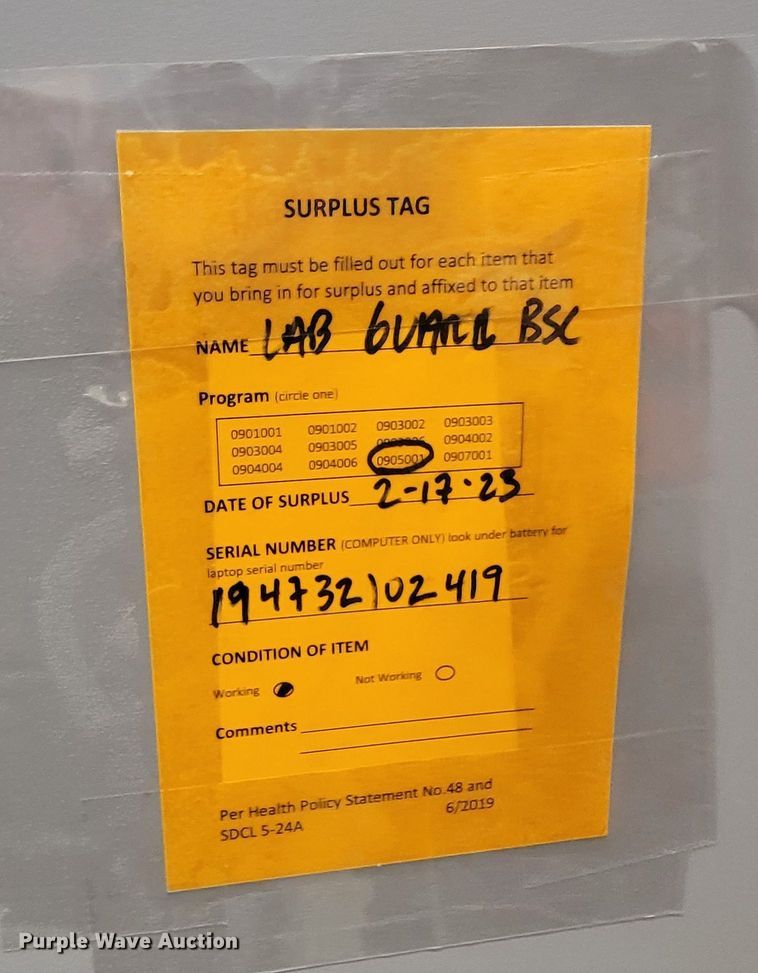 SURPLUS TAG
This tag must be filled out for each item that
you bring in for surplus and affixed to that item
NAME LAB GUARD BSC
Program (circle one)
0901001 0901002 0903002 0903003
0903004 0903005 0903006 0904002
0904004 0904006 0905001 0907001
DATE OF SURPLUS 2-17-23
SERIAL NUMBER (COMPUTER ONLY) look under battery for
laptop serial number
194732102419
CONDITION OF ITEM
Working Not Working
Comments
Per Health Policy Statement No.48 and
SDCL 5-24A 6/2019
Purple Wave Auction